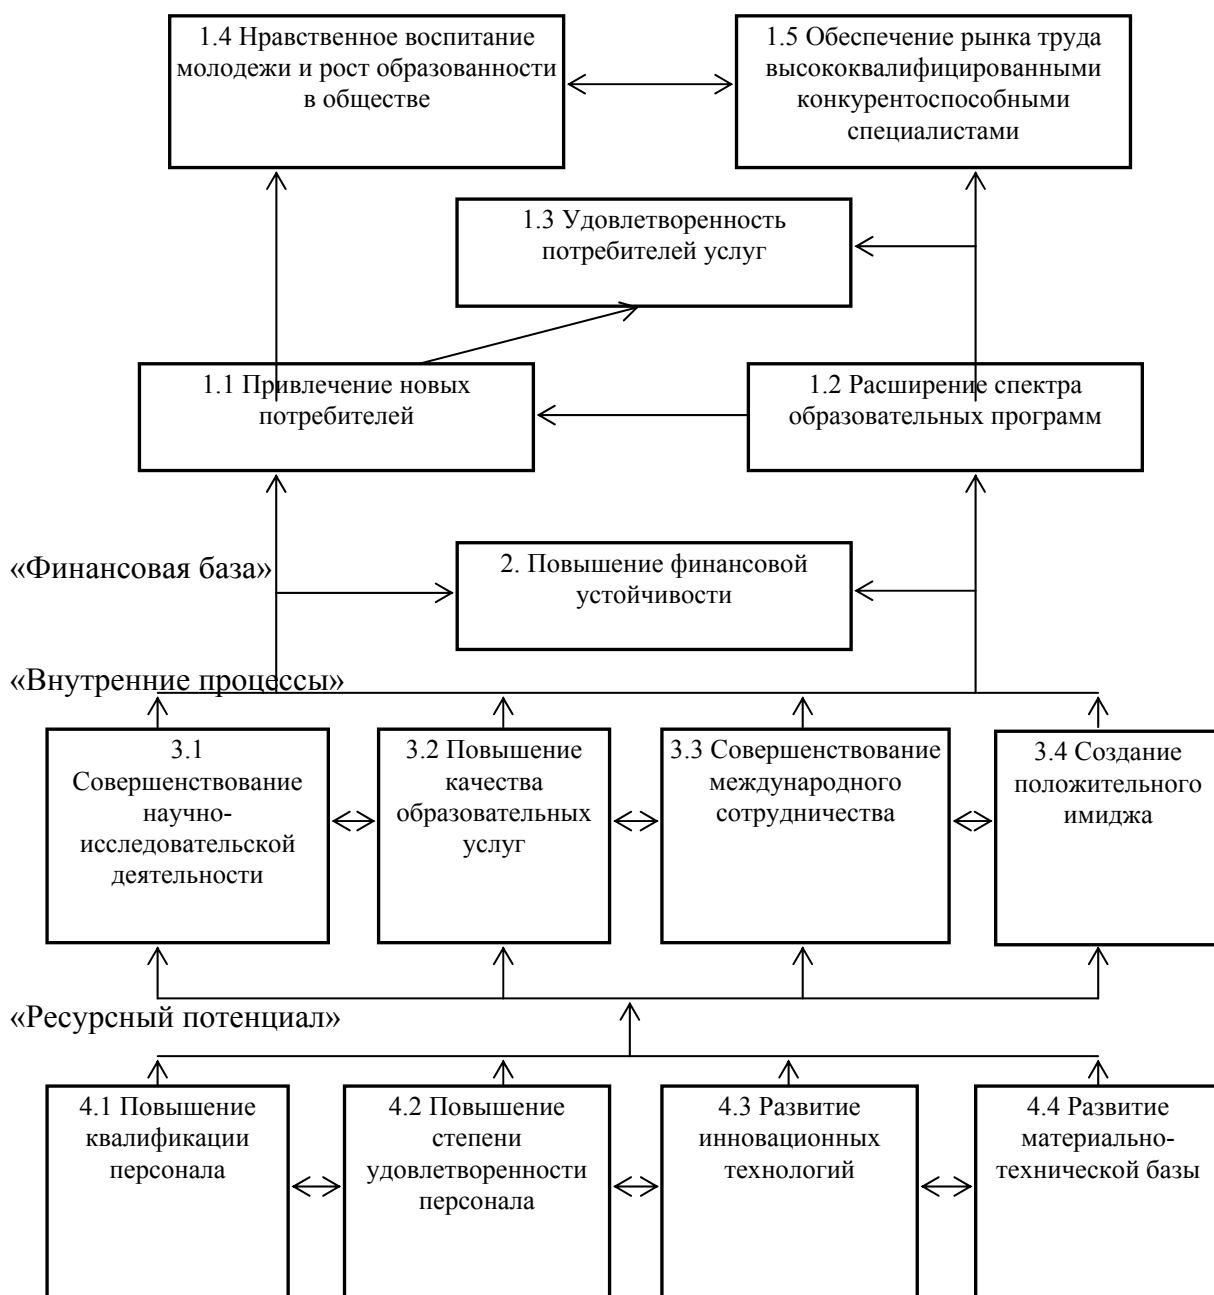 1.4 Нравственное воспитание
молодежи и рост образованности
в обществе
1.5 Обеспечение рынка труда
высококвалифицированными
конкурентоспособными
специалистами
1.3 Удовлетворенность
потребителей услуг
1.1 Привлечение новых
потребителей
1.2 Расширение спектра
образовательных программ
«Финансовая база»
2. Повышение финансовой
устойчивости
«Внутренние процессы»
3.1
Совершенствование
научно-
исследовательской
деятельности
3.2 Повышение
качества
образовательных
услуг
3.3 Совершенствование
международного
сотрудничества
3.4 Создание
положительного
имиджа
«Ресурсный потенциал»
4.1 Повышение
квалификации
персонала
4.2 Повышение
степени
удовлетворенности
персонала
4.3 Развитие
инновационных
технологий
4.4 Развитие
материально-
технической базы